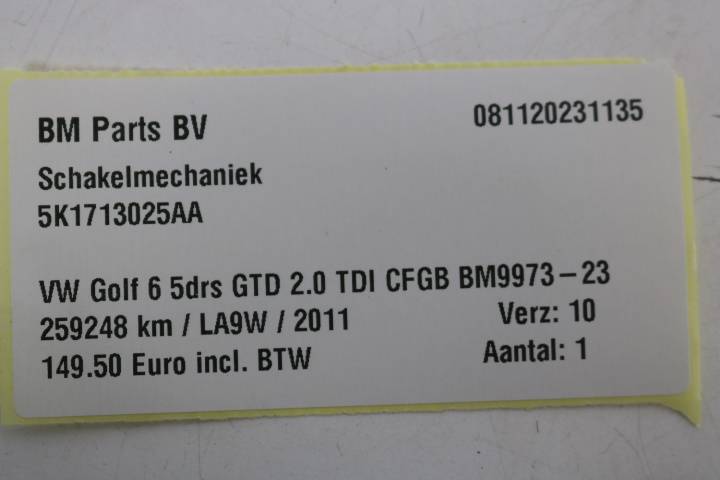 BM Parts BV 081120231135
Schakelmechaniek
5K1713025AA
VW Golf 6 5drs GTD 2.0 TDI CFGB BM9973-23
259248 km / LA9W / 2011 Verz: 10
149.50 Euro incl. BTW Aantal: 1